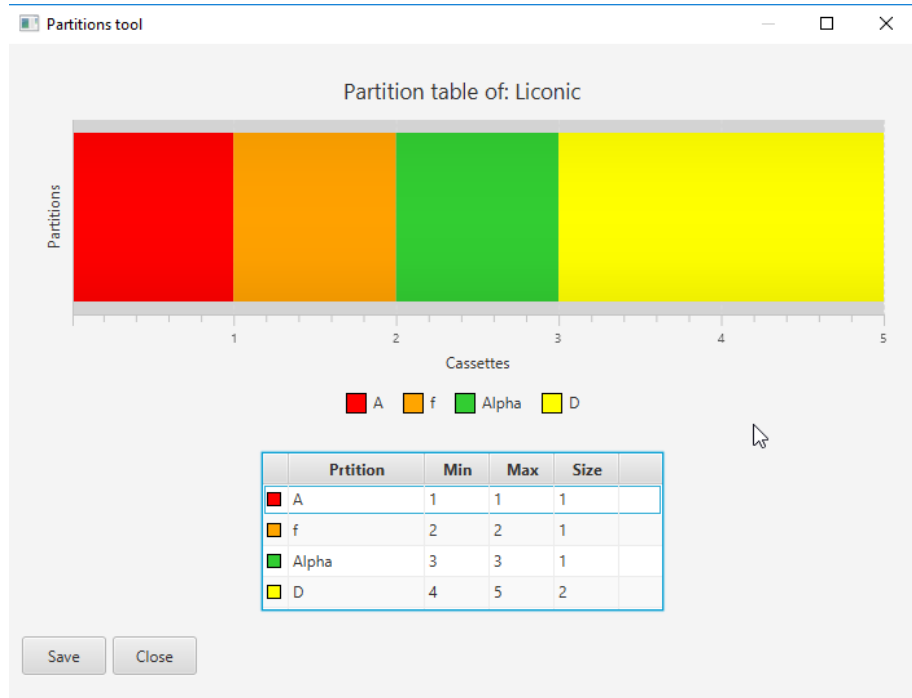 Partitions tool
Partition table of: Liconic
Partitions
1 2 3 4 5
Cassettes
A f Alpha D
Prtition Min Max Size
A 1 1 1
f 2 2 1
Alpha 3 3 1
D 4 5 2
Save Close